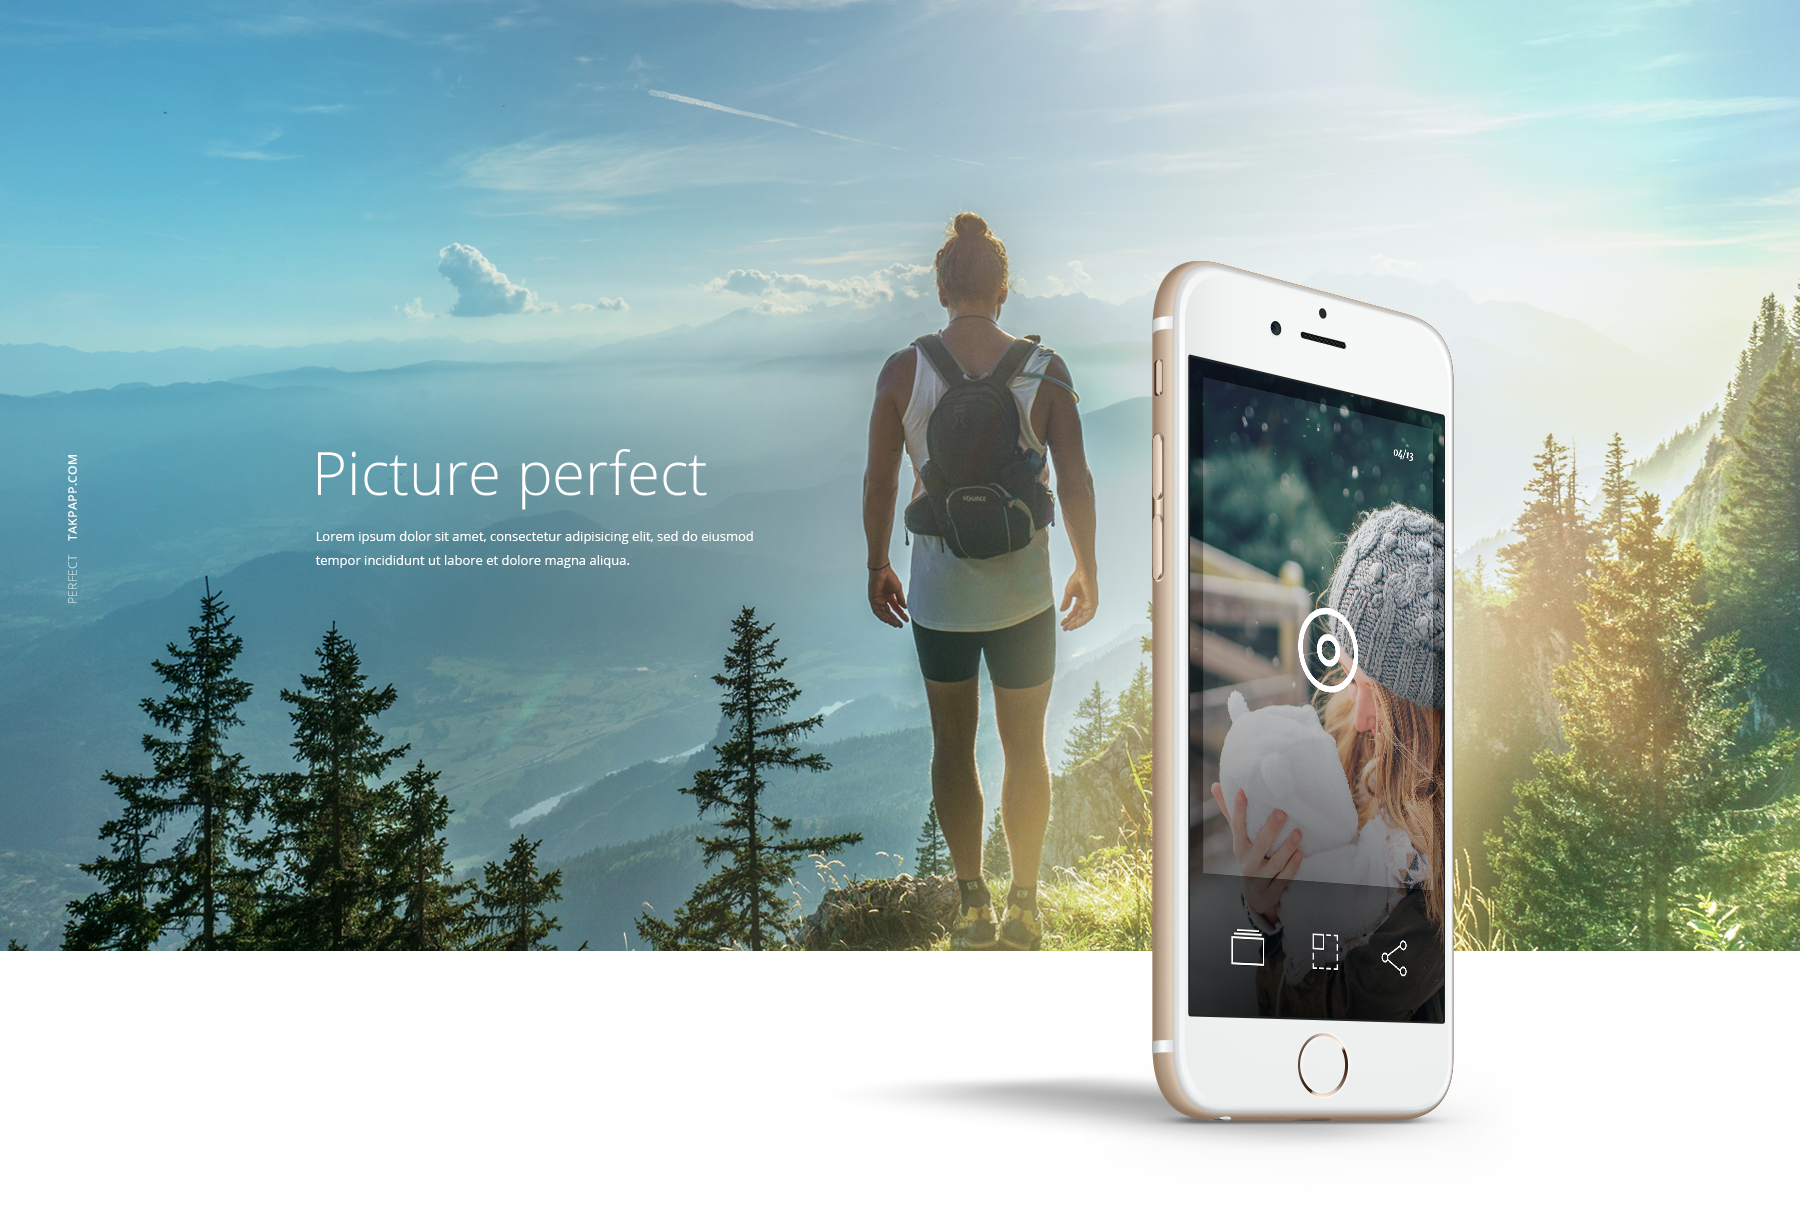 Picture perfect
Lorem ipsum dolor sit amet, consectetur adipisicing elit, sed do eiusmod
tempor incididunt ut labore et dolore magna aliqua.
PERFECT TAKPAPP.COM
SOURCE
04/13